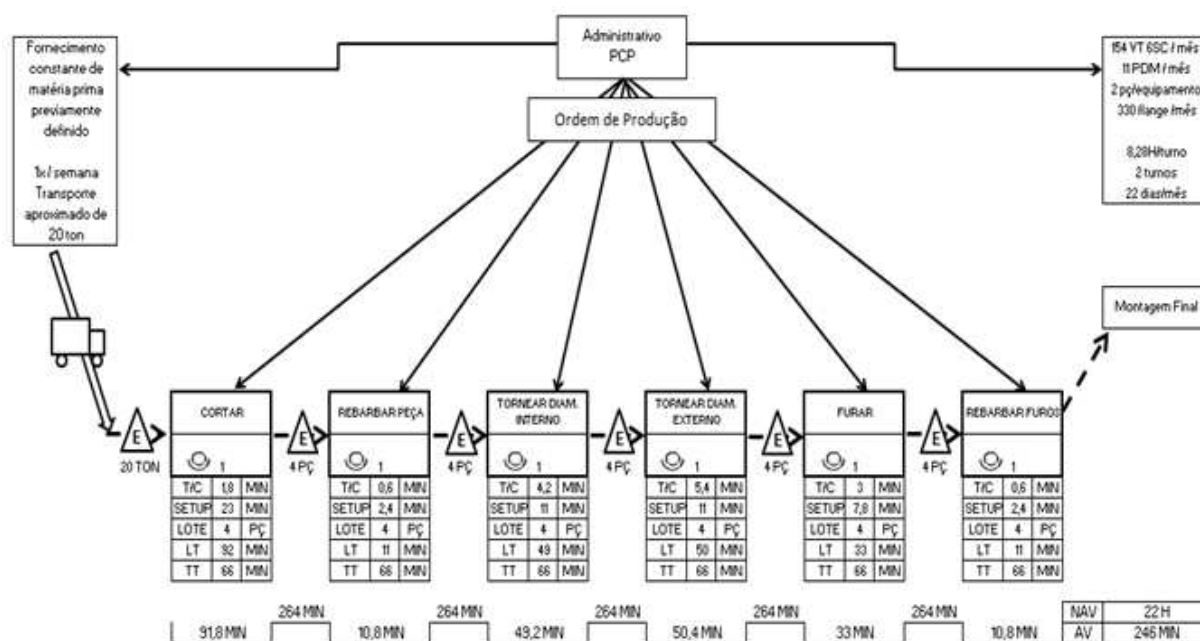 Fornecimento
constante de
matéria prima
previamente
definido
1x / semana
Transporte
aproximado de
20 ton
Administrativo
PCP
Ordem de Produção
154 VT 6SC / mês
11 PDM / mês
2 pç/equipamento
330 flange /mês
8,28H/turno
2 turnos
22 dias/mês
Montagem Final
E
20 TON
CORTAR
1
T/C 1,8 MIN
SETUP 23 MIN
LOTE 4 PÇ
LT 92 MIN
TT 66 MIN
E
4 PÇ
REBARBAR PEÇA
1
T/C 0,6 MIN
SETUP 2,4 MIN
LOTE 4 PÇ
LT 11 MIN
TT 66 MIN
E
4 PÇ
TORNEAR DIAM.
INTERNO
1
T/C 4,2 MIN
SETUP 11 MIN
LOTE 4 PÇ
LT 49 MIN
TT 66 MIN
E
4 PÇ
TORNEAR DIAM.
EXTERNO
1
T/C 5,4 MIN
SETUP 11 MIN
LOTE 4 PÇ
LT 50 MIN
TT 66 MIN
E
4 PÇ
FURAR
1
T/C 3 MIN
SETUP 7,8 MIN
LOTE 4 PÇ
LT 33 MIN
TT 66 MIN
E
4 PÇ
REBARBAR FUROS
1
T/C 0,6 MIN
SETUP 2,4 MIN
LOTE 4 PÇ
LT 11 MIN
TT 66 MIN
264 MIN 264 MIN 264 MIN 264 MIN 264 MIN NAV 22 H
91,8 MIN 10,8 MIN 49,2 MIN 50,4 MIN 33 MIN 10,8 MIN AV 246 MIN